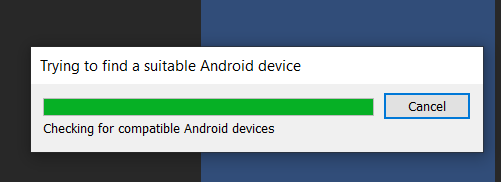 Trying to find a suitable Android device
Cancel
Checking for compatible Android devices